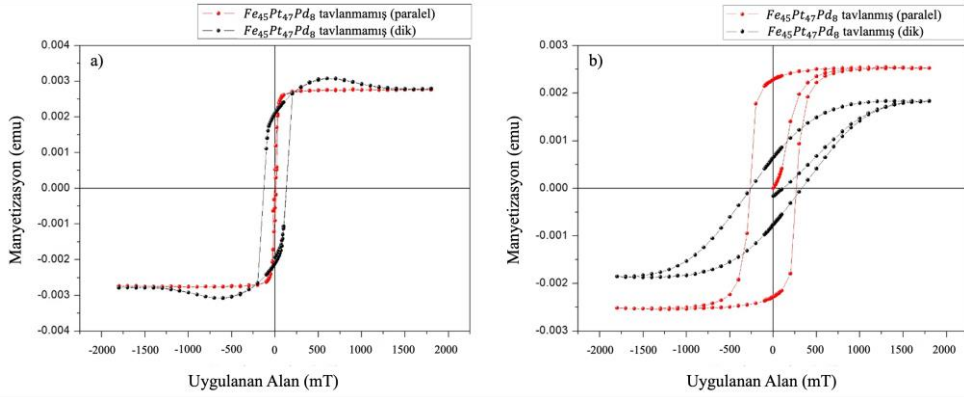 Fe₄₅Pt₄₇Pd₈ tavlanmamış (paralel)
Fe₄₅Pt₄₇Pd₈ tavlanmamış (dik)
a)
0.004
0.003
0.002
0.001
0.000
-0.001
-0.002
0.003
0.004
Manyetizasyon (emu)
-2000 -1500 -1000 -500 0 500 1000 1500 2000
Uygulanan Alan (mT)
Fe₄₅Pt₄₇Pd₈ tavlanmış (paralel)
Fe₄₅Pt₄₇Pd₈ tavlanmış (dik)
b)
0.003
0.002
0.001
0.000
-0.001
-0.002
-0.003
Manyetizasyon (emu)
-2000 -1500 -1000 -500 0 500 1000 1500 2000
Uygulanan Alan (mT)